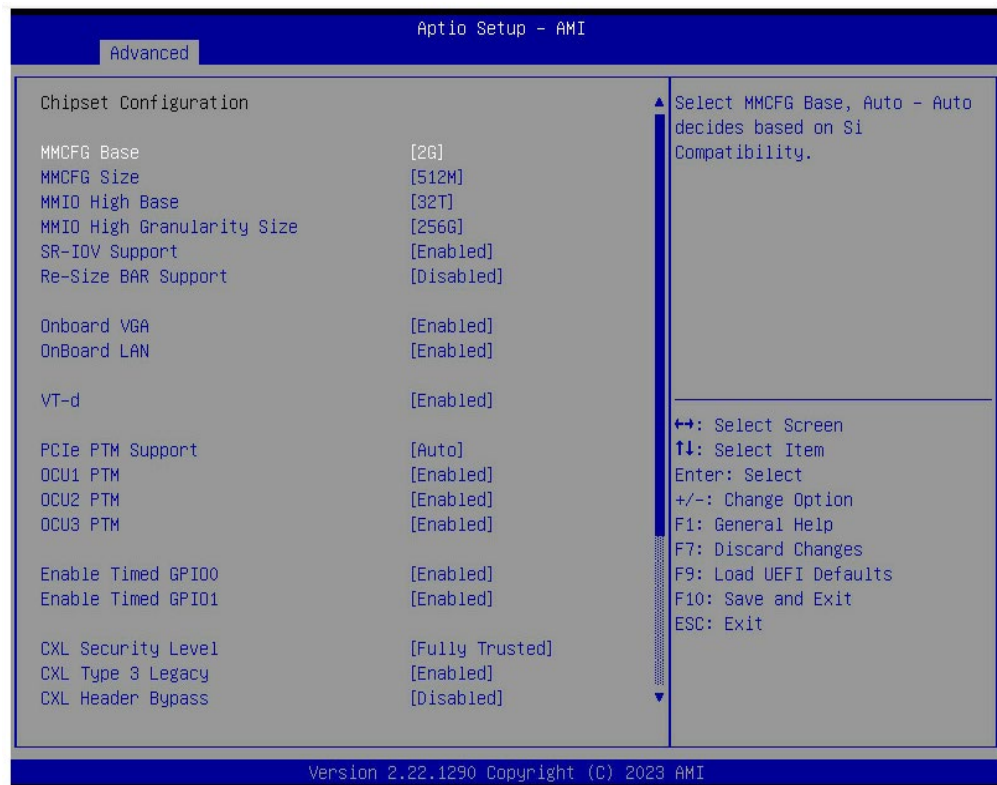 Aptio Setup – AMI
Advanced
Chipset Configuration
MMCFG Base [2G]
MMCFG Size [512M]
MMIO High Base [32T]
MMIO High Granularity Size [256G]
SR-IOV Support [Enabled]
Re-Size BAR Support [Disabled]
Onboard VGA [Enabled]
OnBoard LAN [Enabled]
VT-d [Enabled]
PCIe PTM Support [Auto]
OCU1 PTM [Enabled]
OCU2 PTM [Enabled]
OCU3 PTM [Enabled]
Enable Timed GPIO0 [Enabled]
Enable Timed GPIO1 [Enabled]
CXL Security Level [Fully Trusted]
CXL Type 3 Legacy [Enabled]
CXL Header Bypass [Disabled]
Select MMCFG Base, Auto – Auto
decides based on Si
Compatibility.
↔: Select Screen
↑↓: Select Item
Enter: Select
+/-: Change Option
F1: General Help
F7: Discard Changes
F9: Load UEFI Defaults
F10: Save and Exit
ESC: Exit
Version 2.22.1290 Copyright (C) 2023 AMI